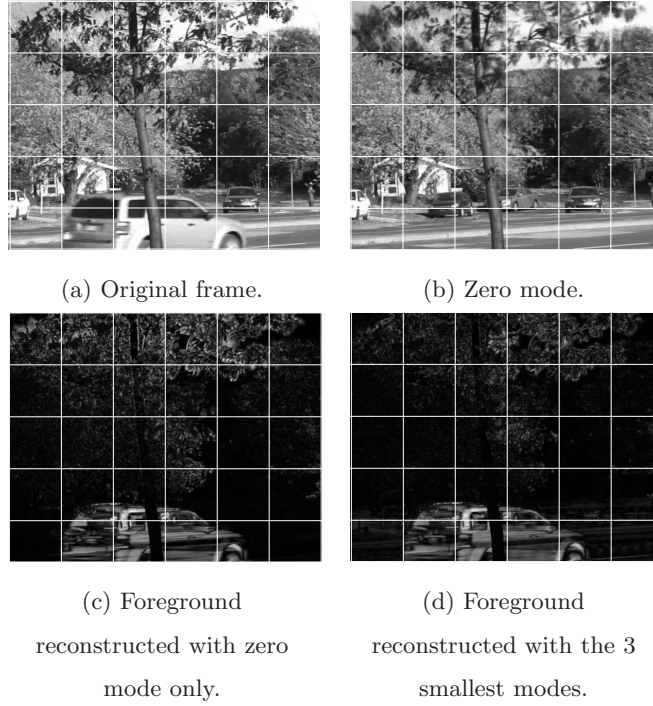 (a) Original frame.
(b) Zero mode.
(c) Foreground
reconstructed with zero
mode only.
(d) Foreground
reconstructed with the 3
smallest modes.